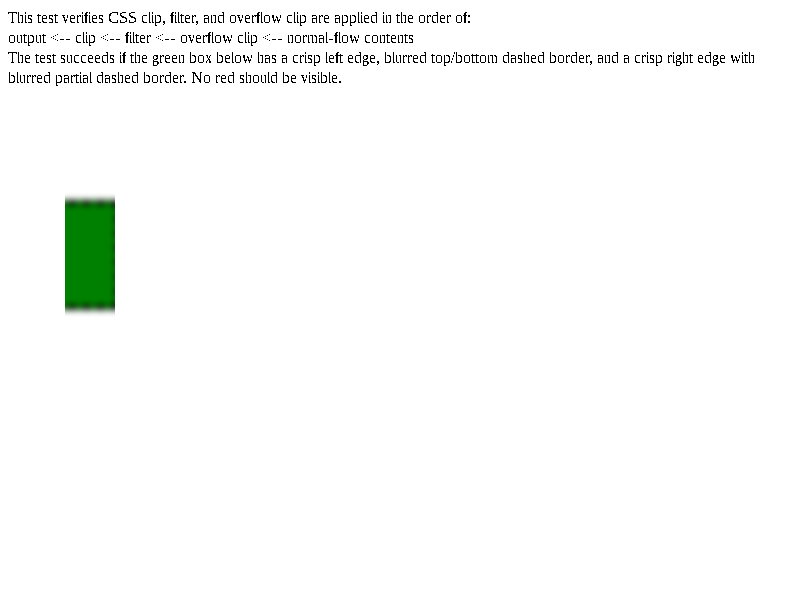 This test verifies CSS clip, filter, and overflow clip are applied in the order of:
output <-- clip <-- filter <-- overflow clip <-- normal-flow contents
The test succeeds if the green box below has a crisp left edge, blurred top/bottom dashed border, and a crisp right edge with
blurred partial dashed border. No red should be visible.